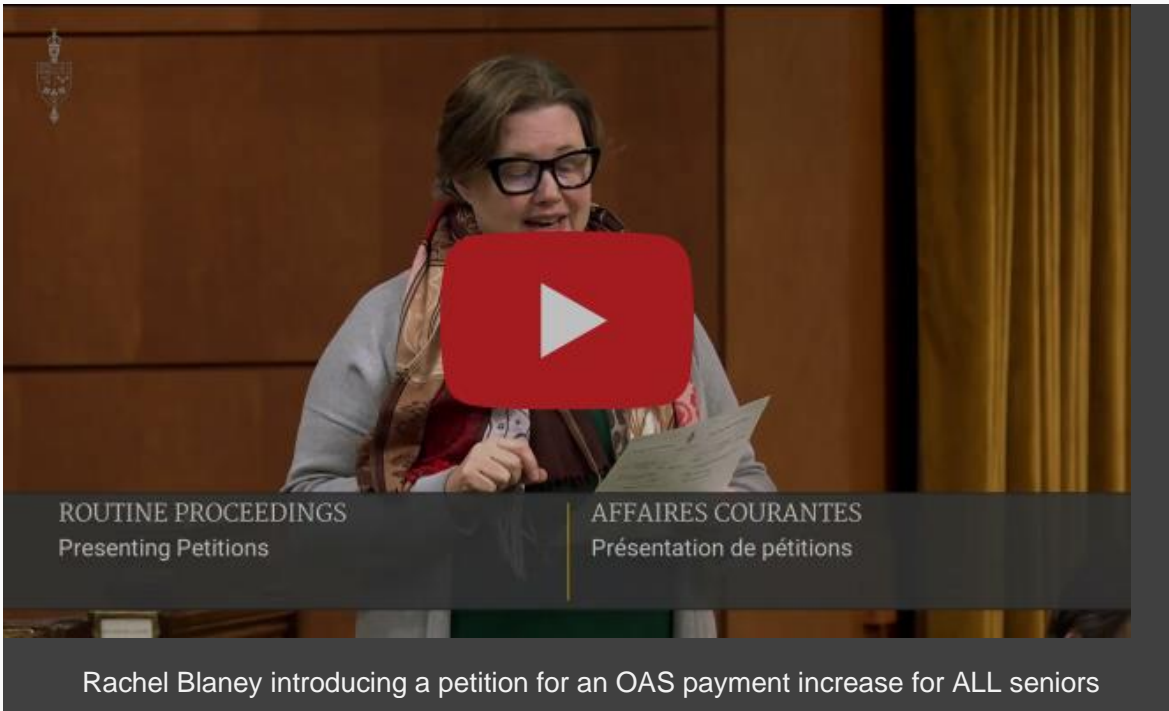 ROUTINE PROCEEDINGS
Presenting Petitions
AFFAIRES COURANTES
Présentation de pétitions
Rachel Blaney introducing a petition for an OAS payment increase for ALL seniors